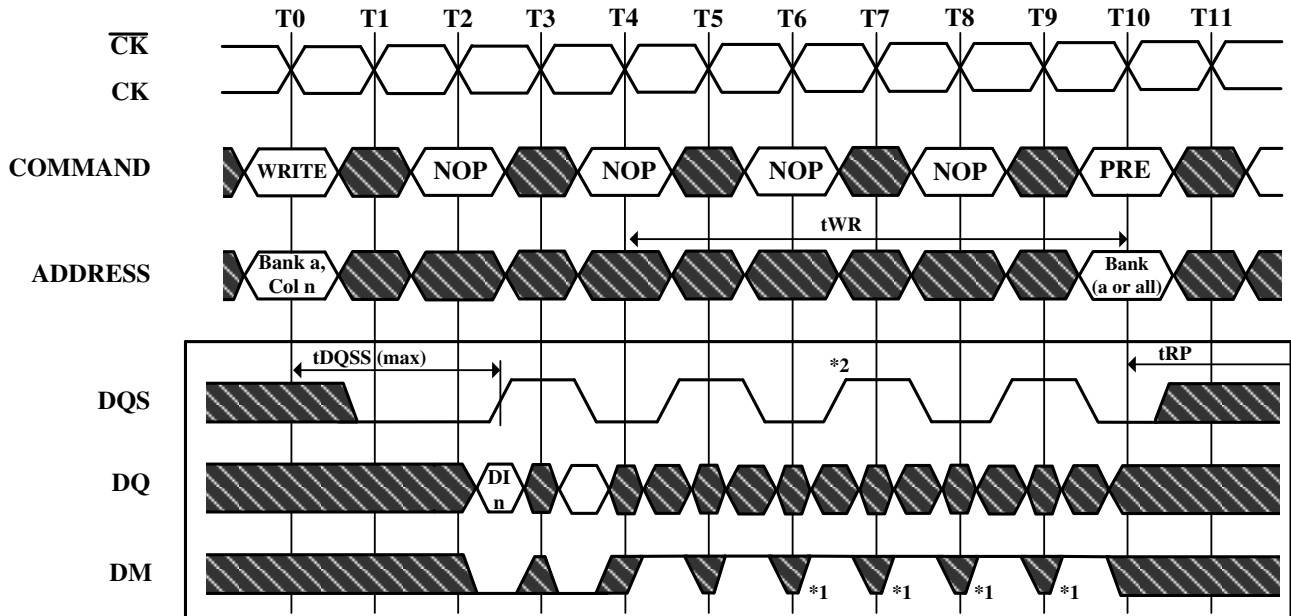 T0 T1 T2 T3 T4 T5 T6 T7 T8 T9 T10 T11
CK
CK
COMMAND WRITE NOP NOP NOP NOP PRE
tWR
ADDRESS Bank a, Col n Bank (a or all)
tDQSS (max) *2 tRP
DQS
DQ DI n
DM *1 *1 *1 *1